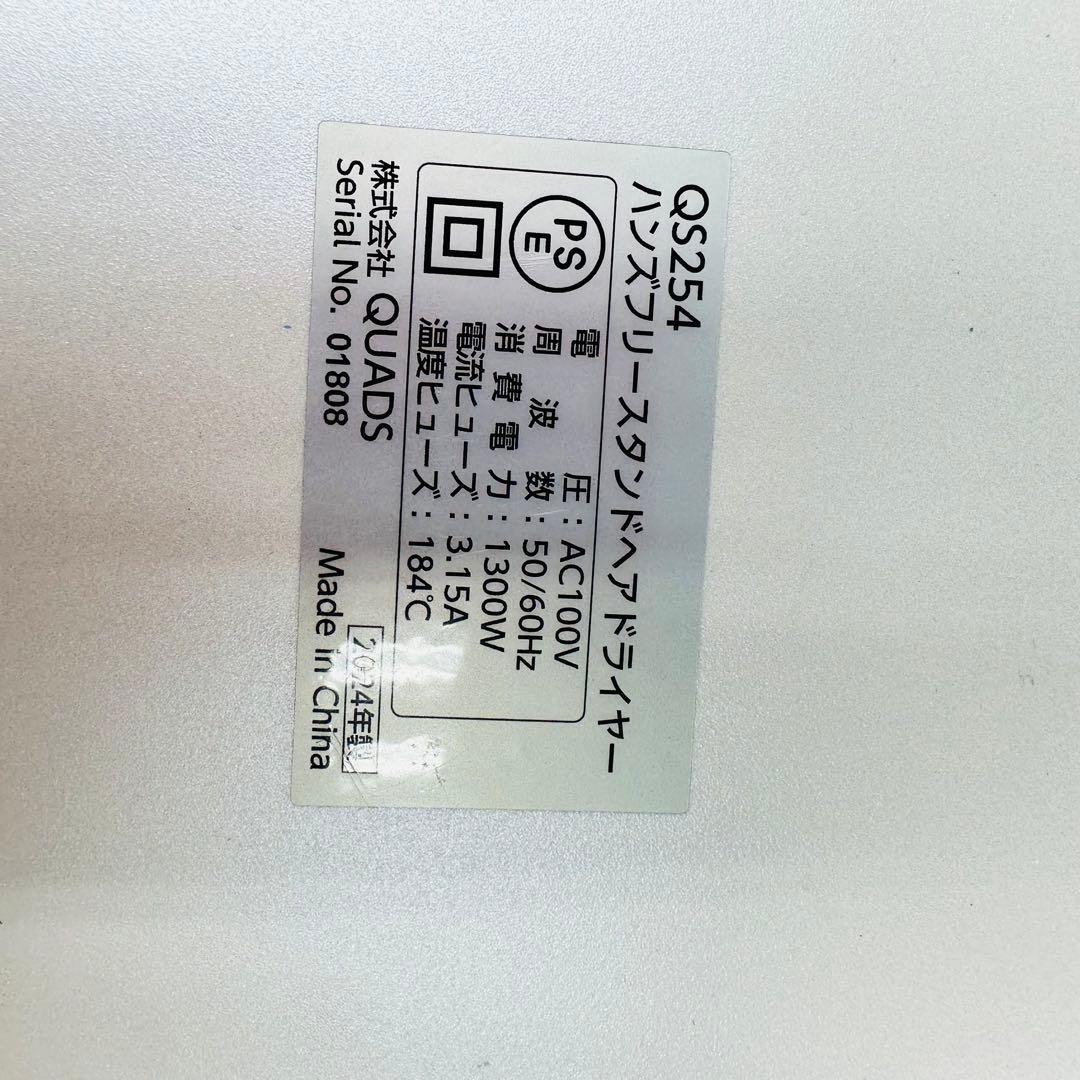 QS254
ハンズフリースタンドヘアドライヤー
PS
E
電圧：AC100V
周波数：50/60Hz
消費電力：1300W
電流ヒューズ：3.15A
温度ヒューズ：184℃
株式会社 QUADS
2024年製
Serial No. 01808
Made in China